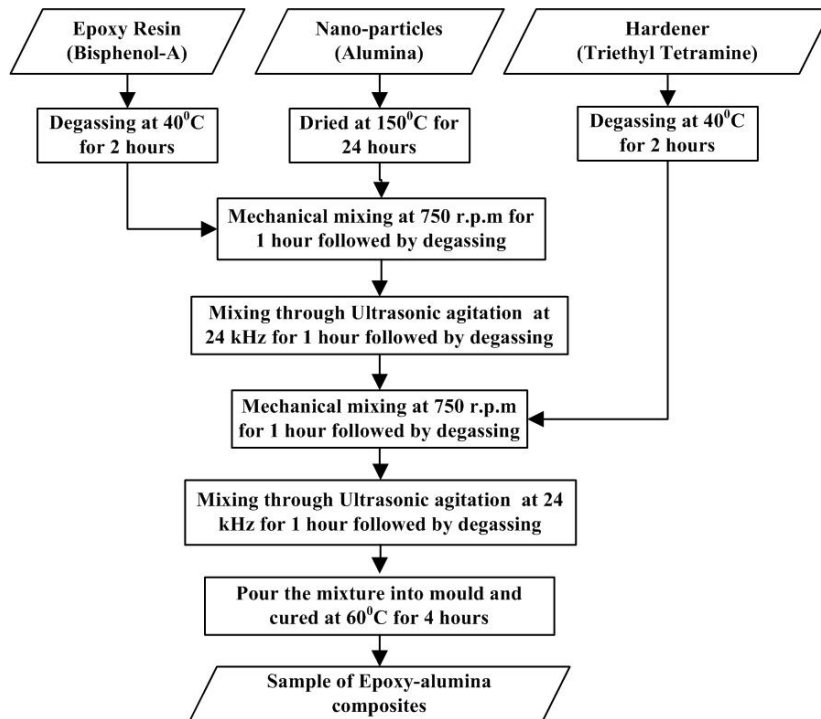 Epoxy Resin
(Bisphenol-A)
Nano-particles
(Alumina)
Hardener
(Triethyl Tetramine)
Degassing at 40⁰C
for 2 hours
Dried at 150⁰C for
24 hours
Degassing at 40⁰C
for 2 hours
Mechanical mixing at 750 r.p.m for
1 hour followed by degassing
Mixing through Ultrasonic agitation at
24 kHz for 1 hour followed by degassing
Mechanical mixing at 750 r.p.m
for 1 hour followed by degassing
Mixing through Ultrasonic agitation at 24
kHz for 1 hour followed by degassing
Pour the mixture into mould and
cured at 60⁰C for 4 hours
Sample of Epoxy-alumina
composites